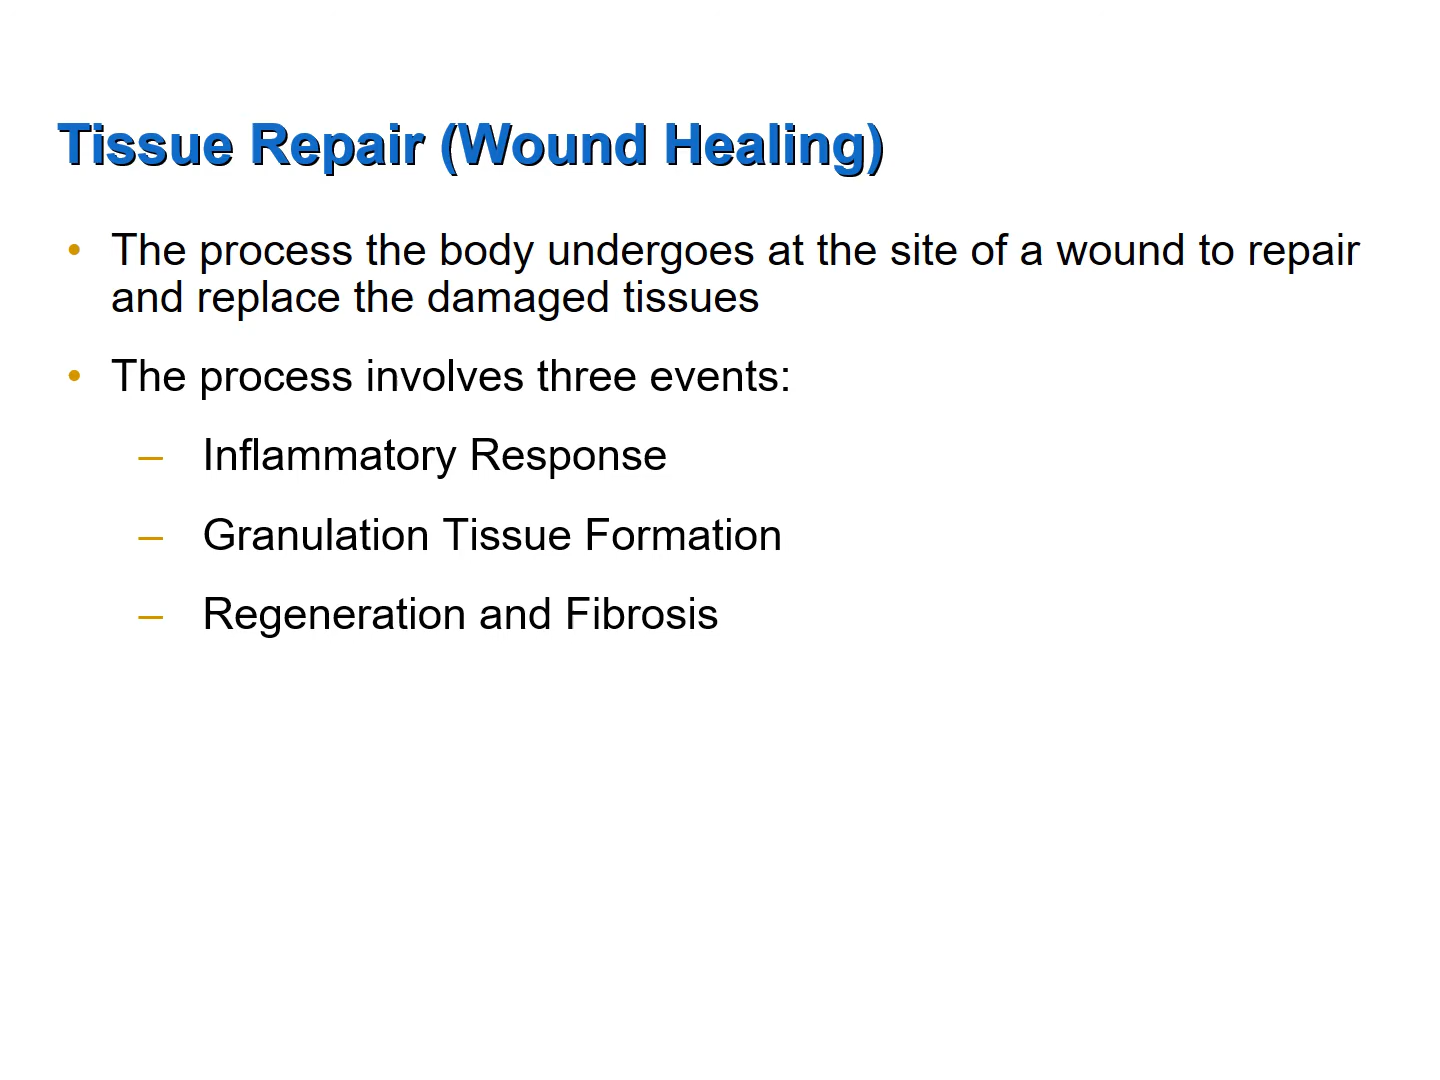 Tissue Repair (Wound Healing)
• The process the body undergoes at the site of a wound to repair
and replace the damaged tissues
• The process involves three events:
– Inflammatory Response
– Granulation Tissue Formation
– Regeneration and Fibrosis